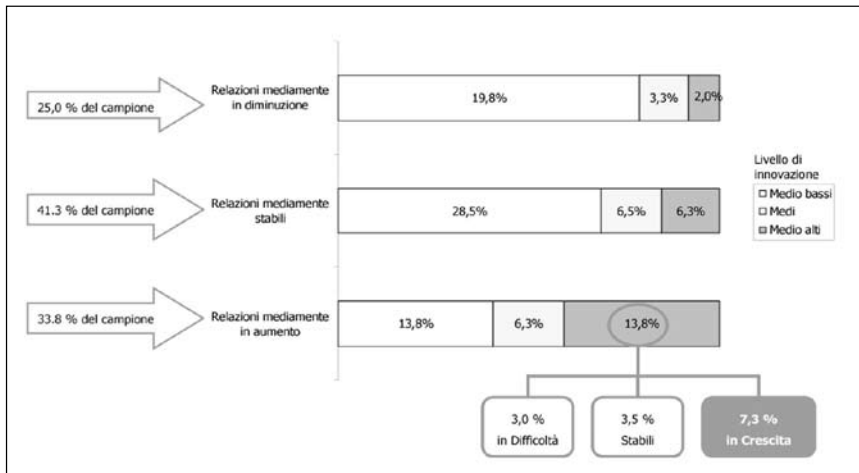 25,0 % del campione
Relazioni mediamente
in diminuzione
19,8%
3,3%
2,0%
41.3 % del campione
Relazioni mediamente
stabili
28,5%
6,5%
6,3%
Livello di
innovazione
Medio bassi
Medi
Medio alti
33.8 % del campione
Relazioni mediamente
in aumento
13,8%
6,3%
13,8%
3,0 %
in Difficoltà
3,5 %
Stabili
7,3 %
in Crescita